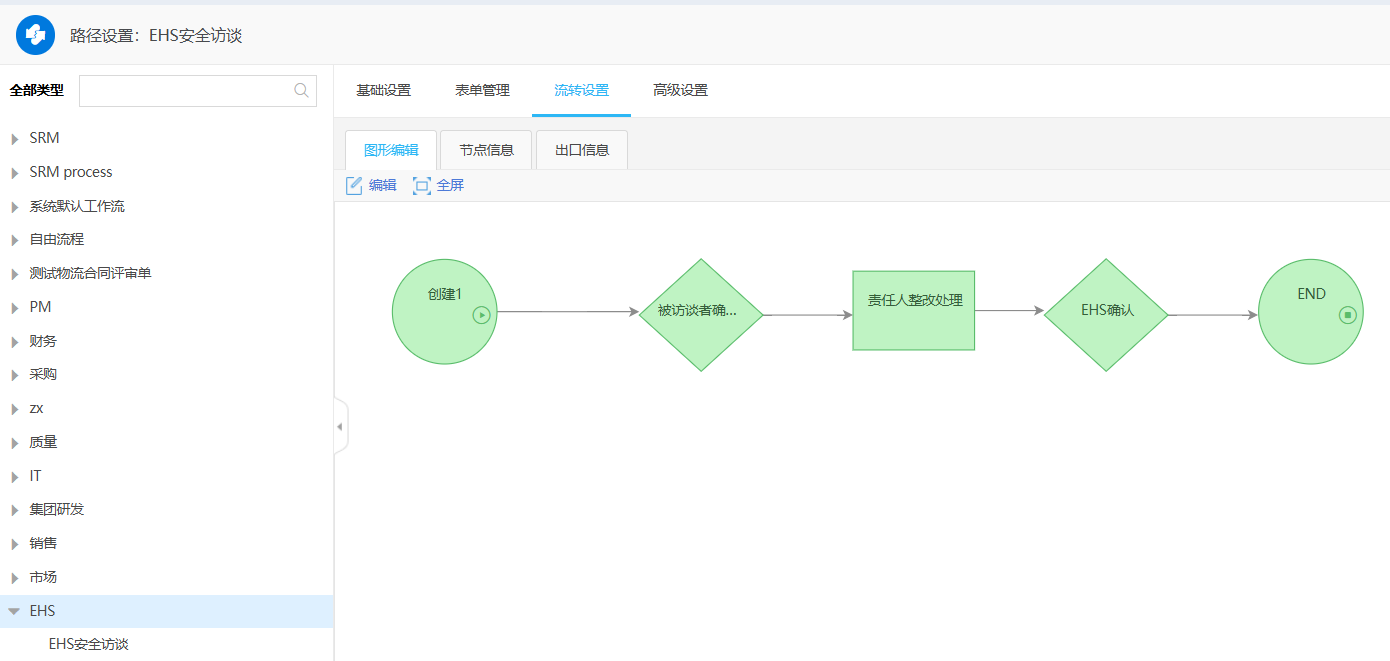 路径设置：EHS安全访谈
全部类型
SRM
SRM process
系统默认工作流
自由流程
测试物流合同评审单
PM
财务
采购
zx
质量
IT
集团研发
销售
市场
EHS
EHS安全访谈
基础设置 表单管理 流转设置 高级设置
图形编辑 节点信息 出口信息
编辑 全屏
创建1
被访谈者确...
责任人整改处理
EHS确认
END